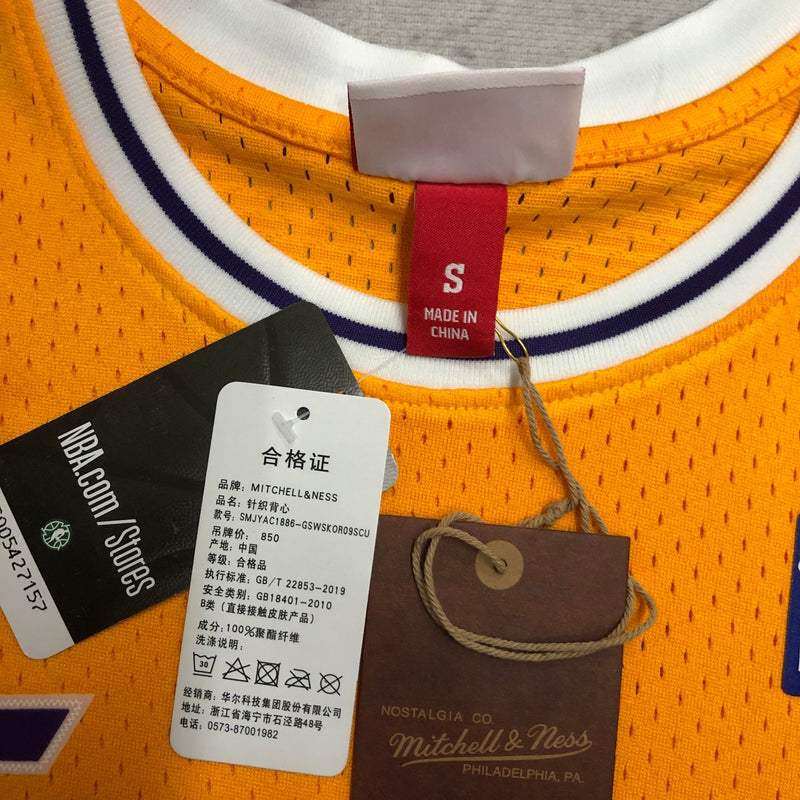 S
MADE IN
CHINA
NBA.com/Stores
005427157
合格证
品牌: MITCHELL&NESS
品名: 针织背心
款号: SMJYAC1886-GSWSKOR09SCU
吊牌价: 850
产地: 中国
等级: 合格品
执行标准: GB/T 22853-2019
安全类别: GB18401-2010
B类 (直接接触皮肤产品)
成分: 100%聚酯纤维
洗涤说明:
30
经销商: 华尔科技集团股份有限公司
地址: 浙江省海宁市石泾路48号
电话: 0573-87001982
NOSTALGIA CO.
Mitchell & Ness
PHILADELPHIA, PA.